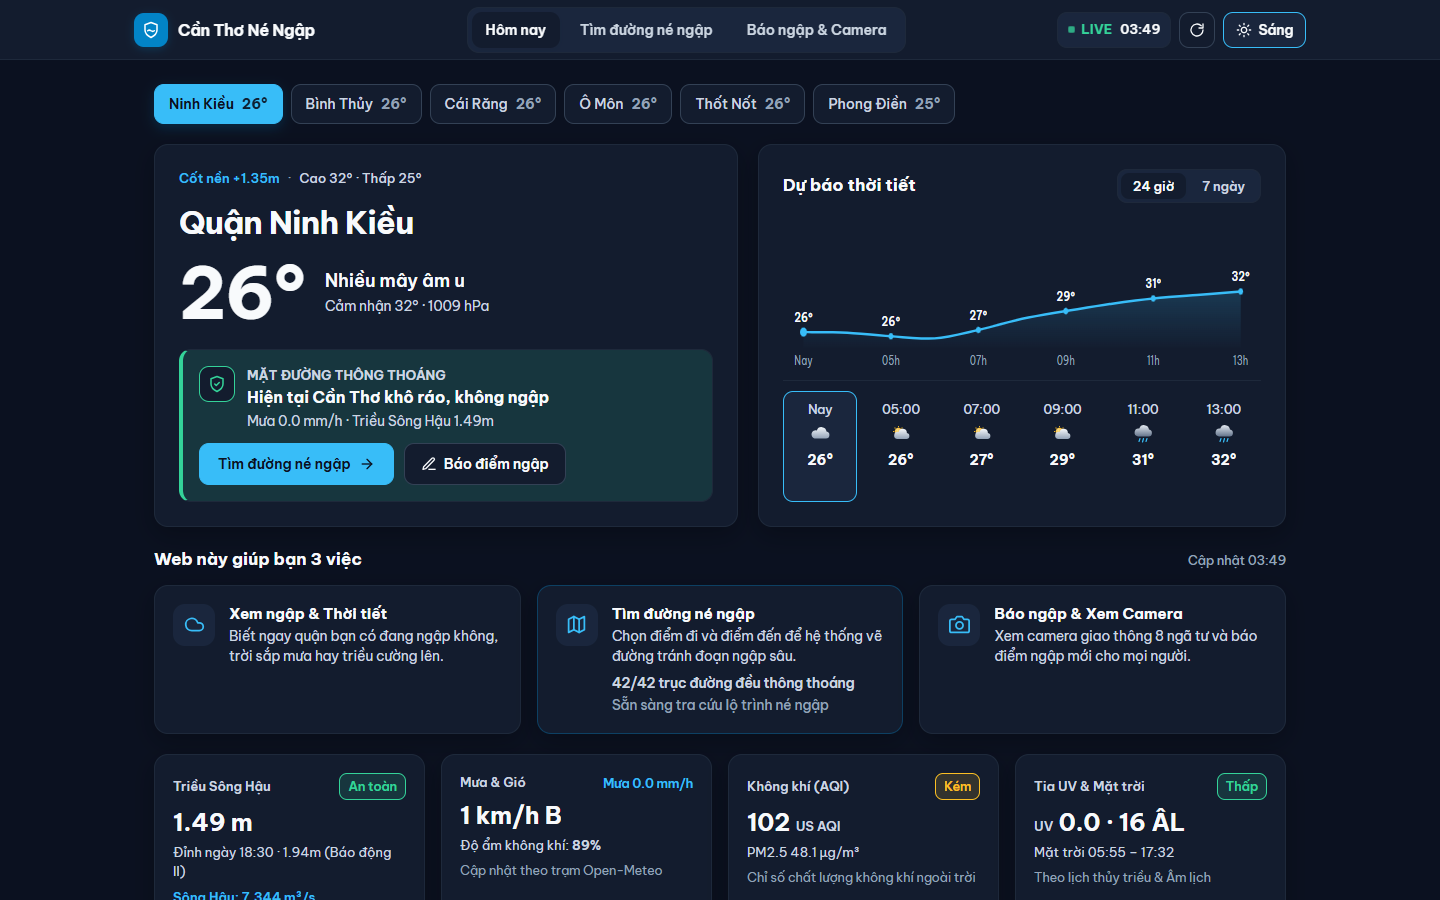 Cần Thơ Né Ngập
Hôm nay
Tìm đường né ngập
Báo ngập & Camera
LIVE 03:49
Sáng
Ninh Kiều 26°
Bình Thủy 26°
Cái Răng 26°
Ô Môn 26°
Thốt Nốt 26°
Phong Điền 25°
Cốt nền +1.35m · Cao 32° · Thấp 25°
Quận Ninh Kiều
26°
Nhiều mây âm u
Cảm nhận 32° · 1009 hPa
MẶT ĐƯỜNG THÔNG THOÁNG
Hiện tại Cần Thơ khô ráo, không ngập
Mưa 0.0 mm/h · Triều Sông Hậu 1.49m
Tìm đường né ngập →
Báo điểm ngập
Dự báo thời tiết
24 giờ
7 ngày
26° 26° 27° 29° 31° 32°
Nay 05h 07h 09h 11h 13h
Nay 05:00 07:00 09:00 11:00 13:00
26° 26° 27° 29° 31° 32°
Web này giúp bạn 3 việc
Cập nhật 03:49
Xem ngập & Thời tiết
Biết ngay quận bạn có đang ngập không,
trời sắp mưa hay triều cường lên.
Tìm đường né ngập
Chọn điểm đi và điểm đến để hệ thống vẽ
đường tránh đoạn ngập sâu.
42/42 trục đường đều thông thoáng
Sẵn sàng tra cứu lộ trình né ngập
Báo ngập & Xem Camera
Xem camera giao thông 8 ngã tư và báo
điểm ngập mới cho mọi người.
Triều Sông Hậu
An toàn
1.49 m
Đỉnh ngày 18:30 · 1.94m (Báo động
II)
Sông Hậu: 7.344 m³/s
Mưa & Gió
Mưa 0.0 mm/h
1 km/h B
Độ ẩm không khí: 89%
Cập nhật theo trạm Open-Meteo
Không khí (AQI)
Kém
102 US AQI
PM2.5 48.1 µg/m³
Chỉ số chất lượng không khí ngoài trời
Tia UV & Mặt trời
Thấp
UV 0.0 · 16 ÂL
Mặt trời 05:55 – 17:32
Theo lịch thủy triều & Âm lịch